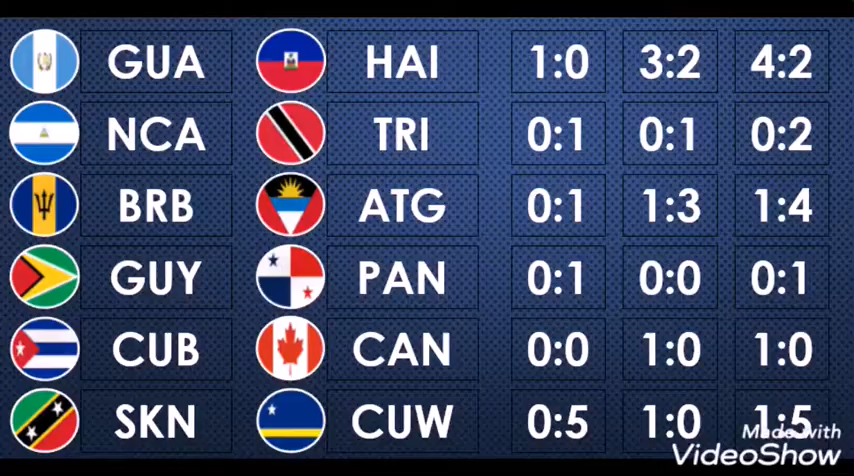 GUA HAI 1:0 3:2 4:2
NCA TRI 0:1 0:1 0:2
BRB ATG 0:1 1:3 1:4
GUY PAN 0:1 0:0 0:1
CUB CAN 0:0 1:0 1:0
SKN CUW 0:5 1:0 1:5
Made with
VideoShow